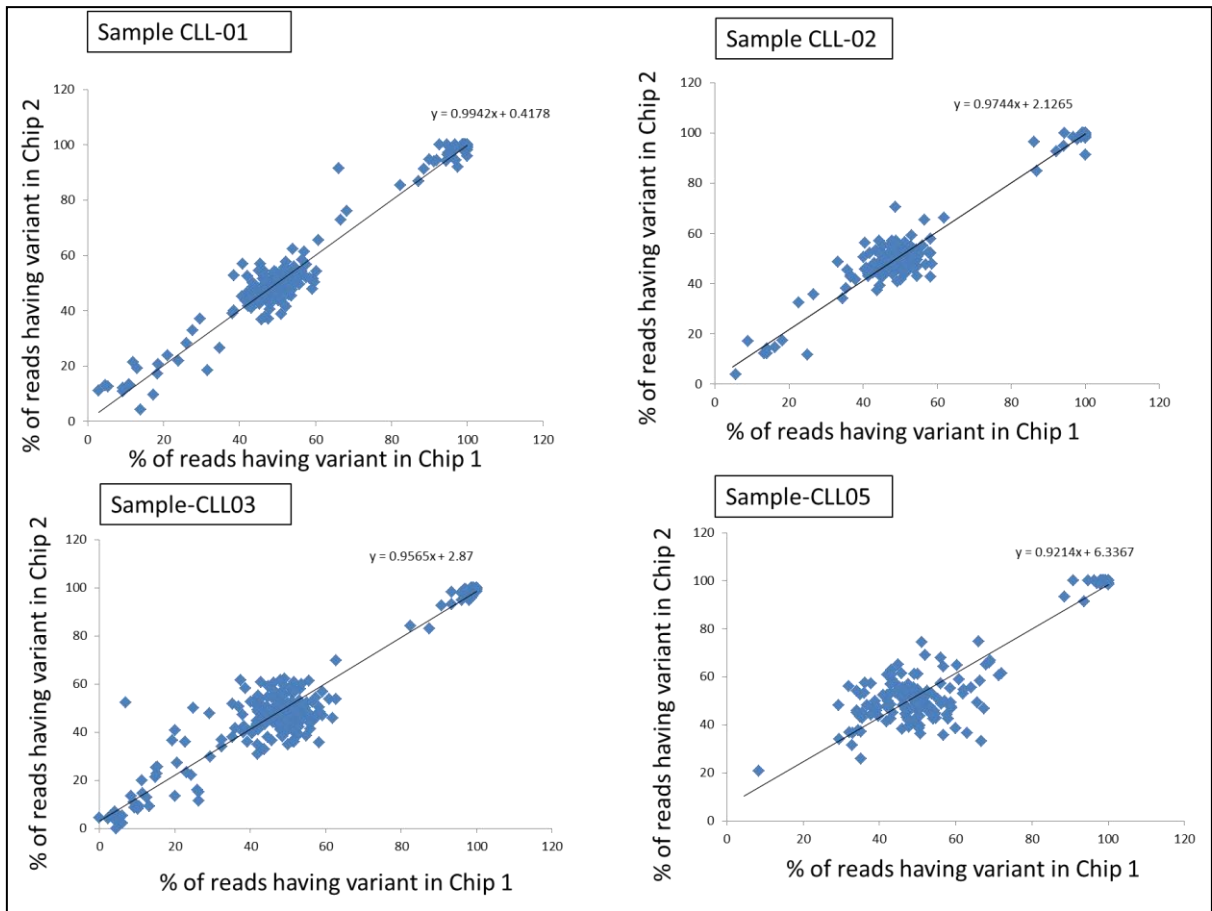 Sample CLL-01
% of reads having variant in Chip 2
y = 0.9942x + 0.4178
120
100
80
60
40
20
0
0 20 40 60 80 100 120
% of reads having variant in Chip 1
Sample CLL-02
% of reads having variant in Chip 2
y = 0.9744x + 2.1265
120
100
80
60
40
20
0
0 20 40 60 80 100 120
% of reads having variant in Chip 1
Sample-CLL03
% of reads having variant in Chip 2
y = 0.9565x + 2.87
120
100
80
60
40
20
0
0 20 40 60 80 100 120
% of reads having variant in Chip 1
Sample-CLL05
% of reads having variant in Chip 2
y = 0.9214x + 6.3367
120
100
80
60
40
20
0
0 20 40 60 80 100 120
% of reads having variant in Chip 1